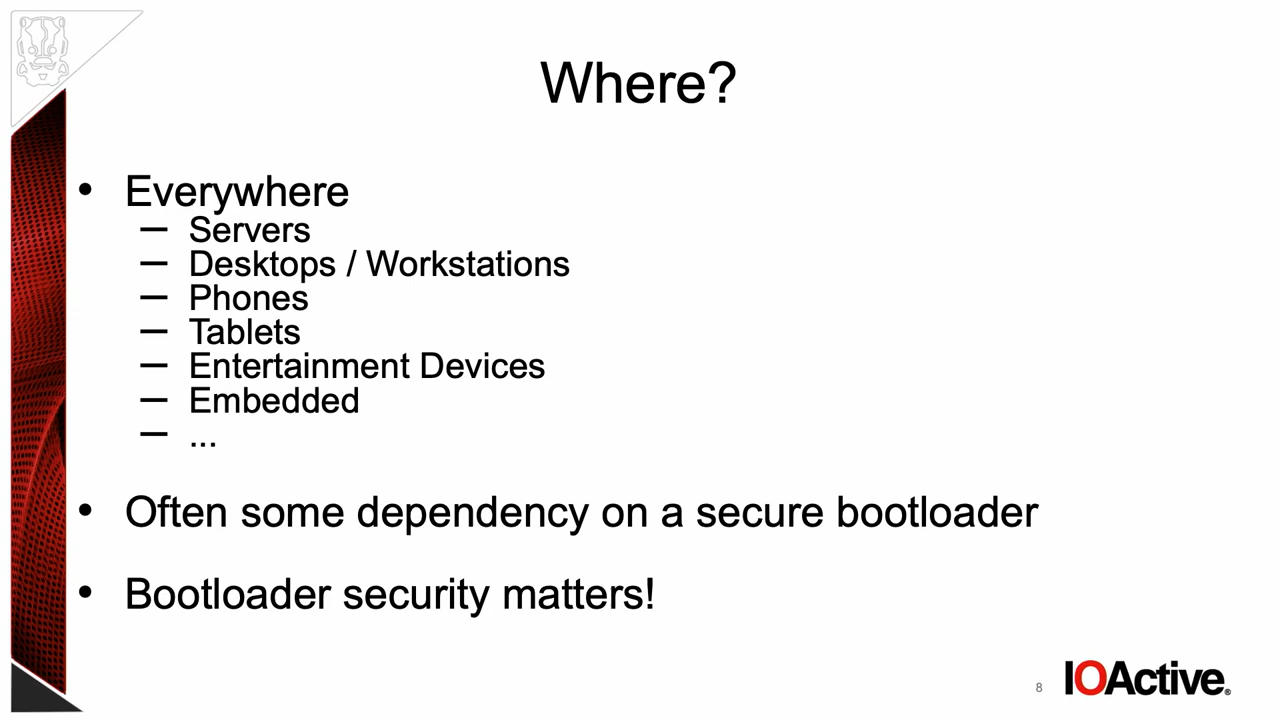 Where?
• Everywhere
— Servers
— Desktops / Workstations
— Phones
— Tablets
— Entertainment Devices
— Embedded
— ...
• Often some dependency on a secure bootloader
• Bootloader security matters!
8
IOActive®